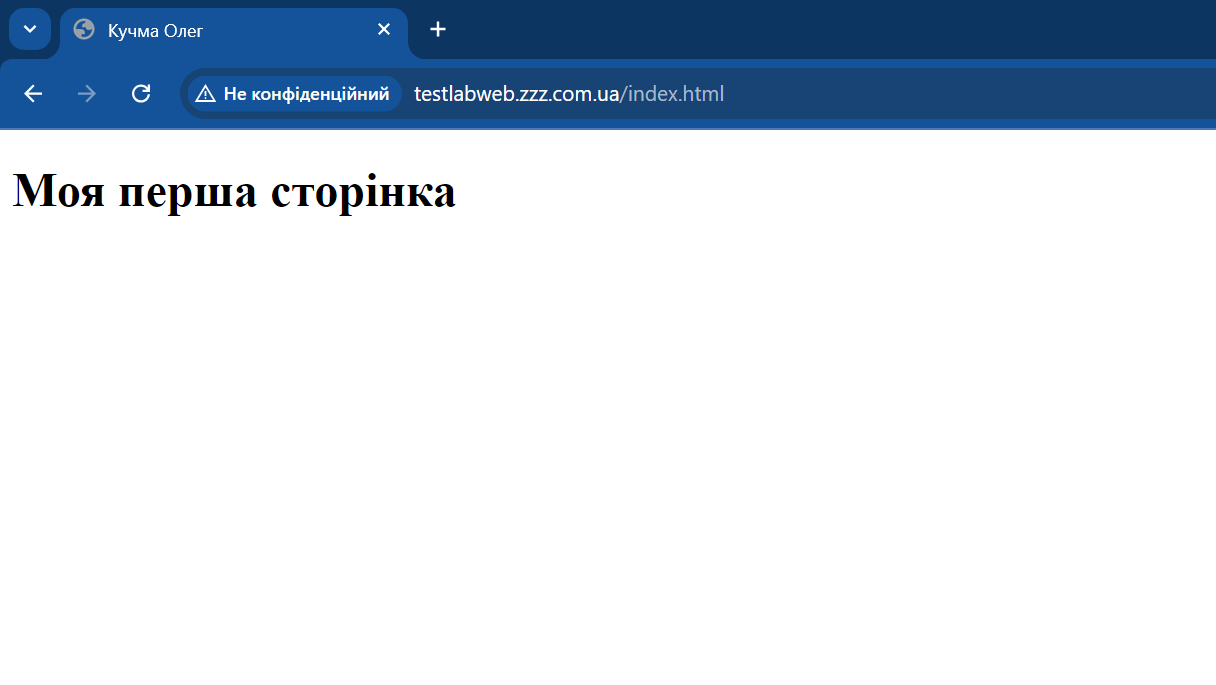 Кучма Олег
Не конфіденційний testlabweb.zzz.com.ua/index.html
Моя перша сторінка